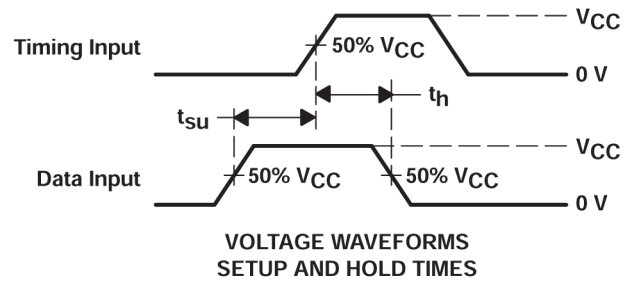 VCC
Timing Input
50% VCC
0 V
th
tsu
VCC
Data Input
50% VCC
50% VCC
0 V
VOLTAGE WAVEFORMS
SETUP AND HOLD TIMES